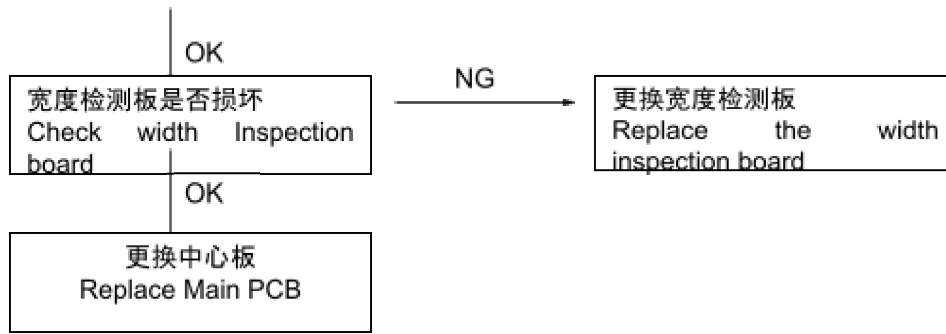 OK
宽度检测板是否损坏
Check width Inspection
board
NG
更换宽度检测板
Replace the width
inspection board
OK
更换中心板
Replace Main PCB